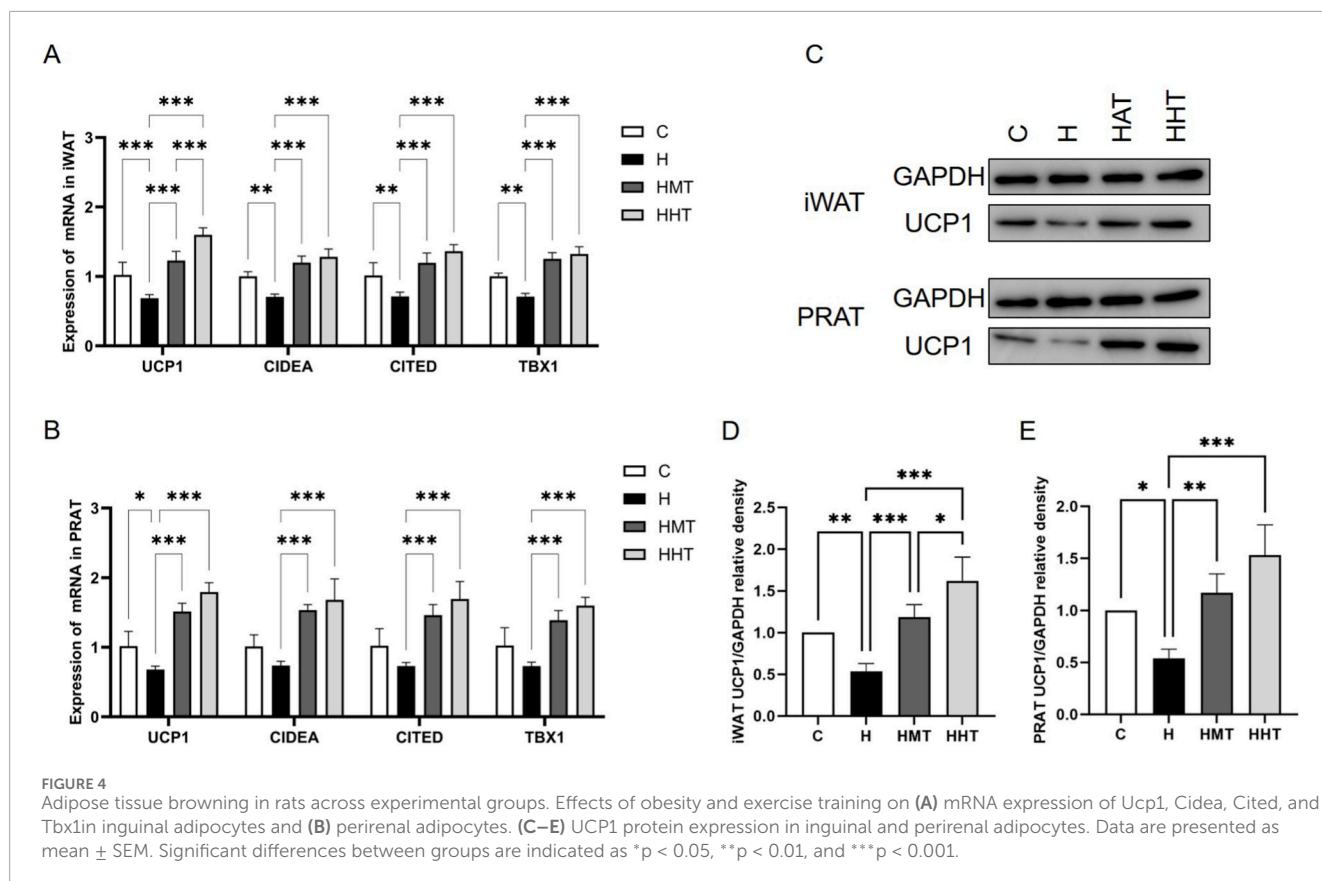 A
Expression of mRNA in iWAT
3
2
1
0
*** *** *** ***
*** *** *** *** *** ***
*** ** ** **
UCP1 CIDEA CITED TBX1
C
H
HMT
HHT
B
Expression of mRNA in PRAT
3
2
1
0
* *** *** *** ***
*** *** *** ***
UCP1 CIDEA CITED TBX1
C
H
HMT
HHT
C
C H HAT HHT
iWAT
GAPDH
UCP1
PRAT
GAPDH
UCP1
D
iWAT UCP1/GAPDH relative density
2.5
2.0
1.5
1.0
0.5
0.0
***
** *** *
C H HMT HHT
E
PRAT UCP1/GAPDH relative density
2.0
1.5
1.0
0.5
0.0
***
* **
C H HMT HHT
FIGURE 4
Adipose tissue browning in rats across experimental groups. Effects of obesity and exercise training on (A) mRNA expression of Ucp1, Cidea, Cited, and
Tbx1in inguinal adipocytes and (B) perirenal adipocytes. (C–E) UCP1 protein expression in inguinal and perirenal adipocytes. Data are presented as
mean ± SEM. Significant differences between groups are indicated as *p < 0.05, **p < 0.01, and ***p < 0.001.